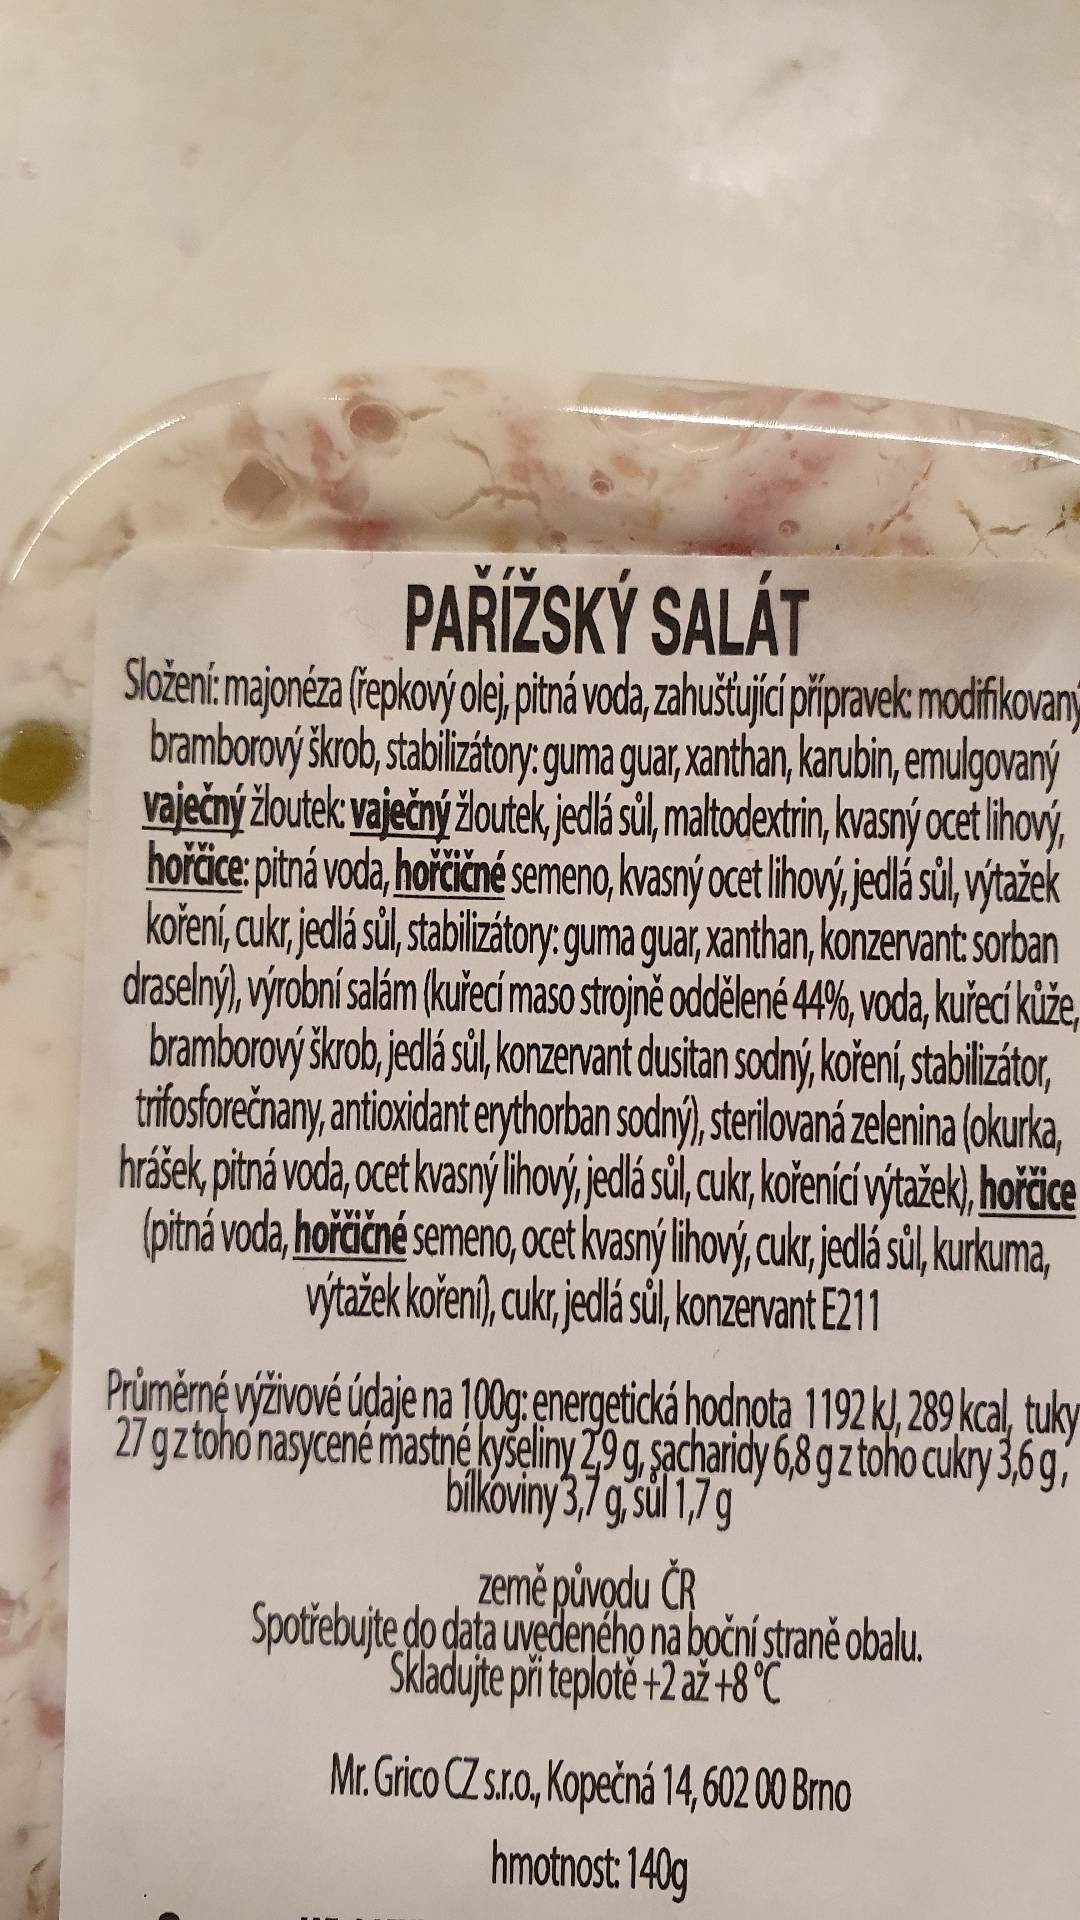 PAŘÍŽSKÝ SALÁT
Složení: majonéza (řepkový olej, pitná voda, zahušťující přípravek: modifikovaný
bramborový škrob, stabilizátory: guma guar, xanthan, karubin, emulgovaný
vaječný žloutek: vaječný žloutek, jedlá sůl, maltodextrin, kvasný ocet lihový,
hořčice: pitná voda, hořčičné semeno, kvasný ocet lihový, jedlá sůl, výtažek
koření, cukr, jedlá sůl, stabilizátory: guma guar, xanthan, konzervant: sorban
draselný), výrobní salám (kuřecí maso strojně oddělené 44%, voda, kuřecí kůže,
bramborový škrob, jedlá sůl, konzervant dusitan sodný, koření, stabilizátor,
trifosforečnany, antioxidant erythorban sodný), sterilovaná zelenina (okurka,
hrášek, pitná voda, ocet kvasný lihový, jedlá sůl, cukr, kořenící výtažek), hořčice
(pitná voda, hořčičné semeno, ocet kvasný lihový, cukr, jedlá sůl, kurkuma,
výtažek koření), cukr, jedlá sůl, konzervant E211
Průměrné výživové údaje na 100g: energetická hodnota 1192 kJ, 289 kcal, tuky
27 g z toho nasycené mastné kyseliny 2,9 g, sacharidy 6,8 g z toho cukry 3,6 g,
bílkoviny 3,7 g, sůl 1,7 g
země původu ČR
Spotřebujte do data uvedeného na boční straně obalu.
Skladujte při teplotě +2 až +8 °C
Mr. Grico CZ s.r.o., Kopečná 14, 602 00 Brno
hmotnost: 140g